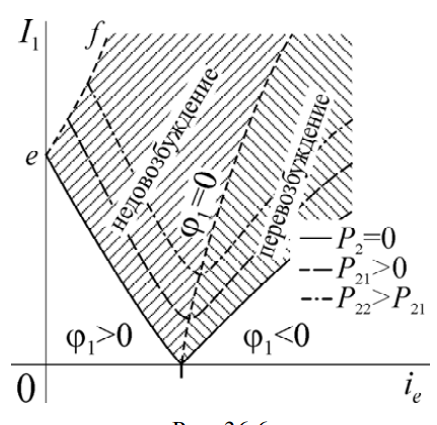 I₁
f
e
недовозбуждение
φ₁=0
перевозбуждение
P₂=0
P₂₁>0
P₂₂>P₂₁
φ₁>0
φ₁<0
0
iₑ